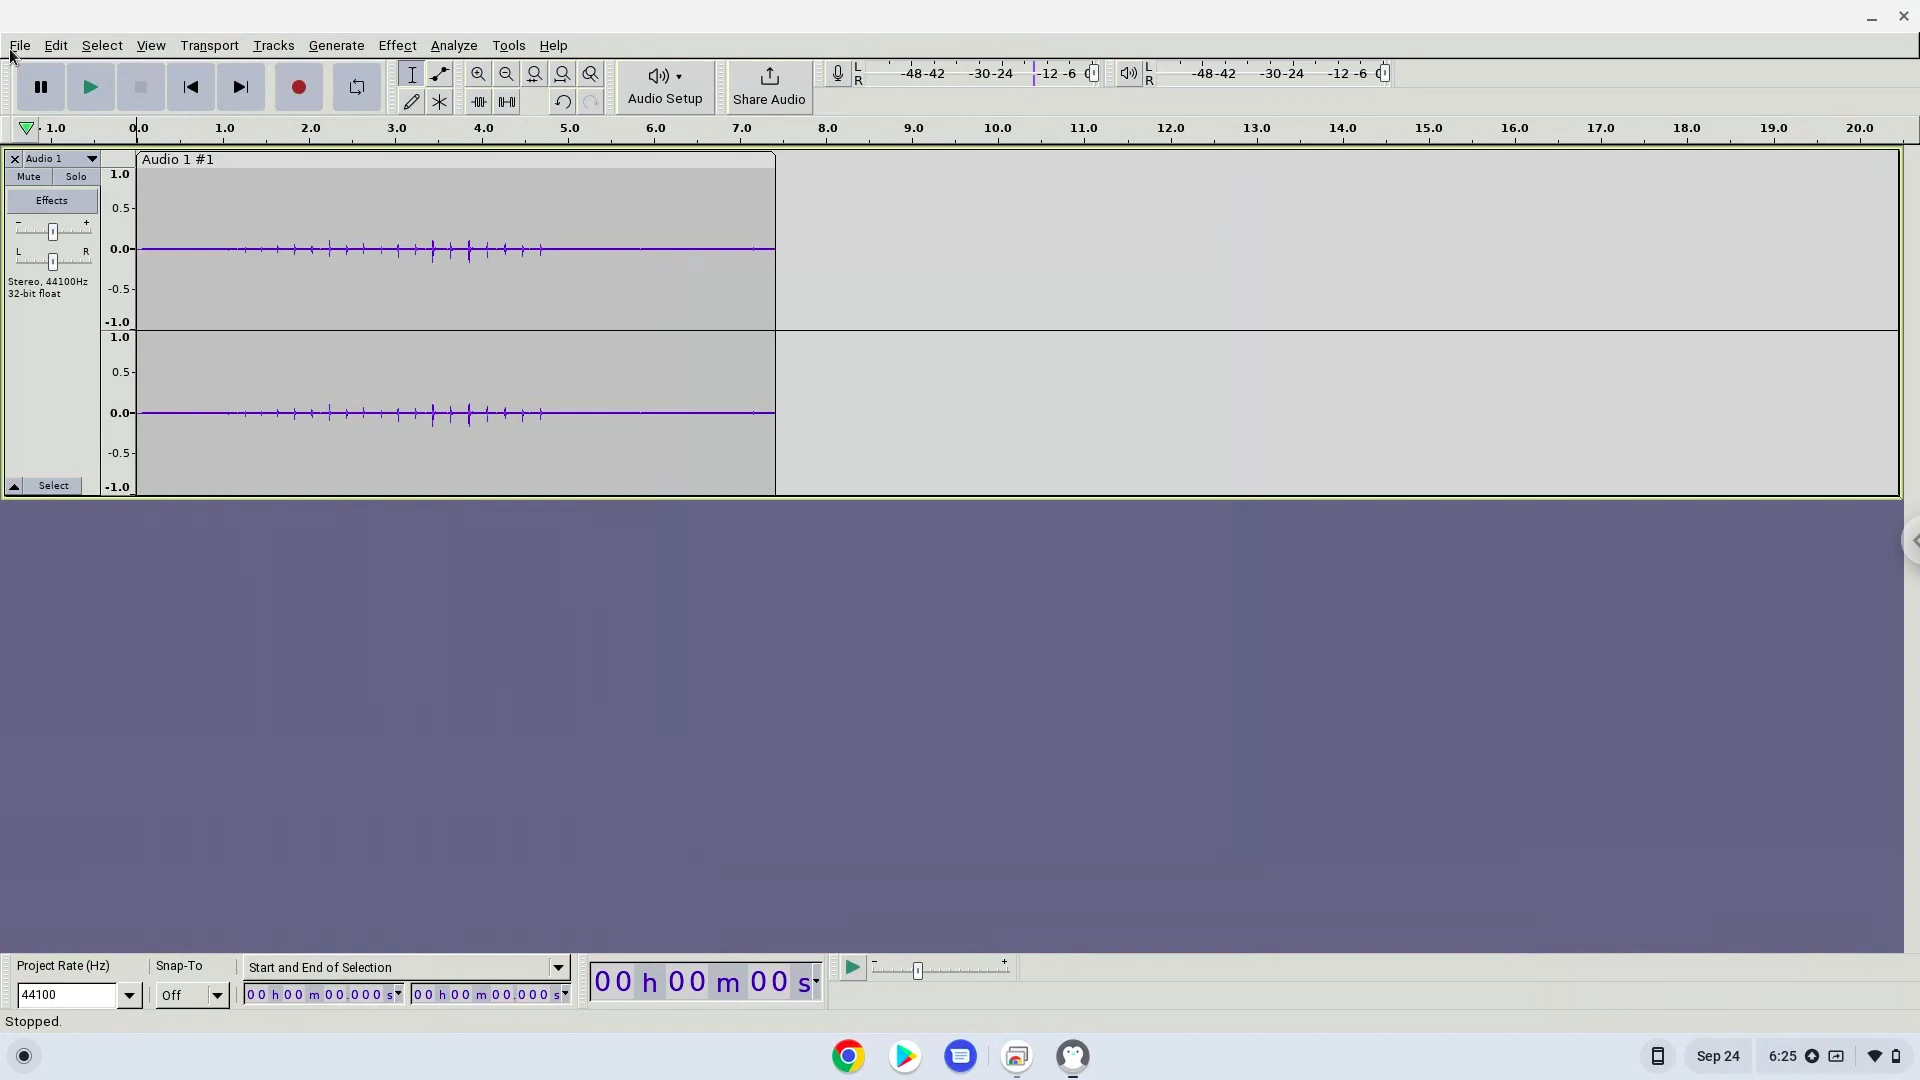 File Edit Select View Transport Tracks Generate Effect Analyze Tools Help
Audio Setup
Share Audio
L
R
-48-42 -30-24 -12 -6
L
R
-48-42 -30-24 -12 -6
1.0 0.0 1.0 2.0 3.0 4.0 5.0 6.0 7.0 8.0 9.0 10.0 11.0 12.0 13.0 14.0 15.0 16.0 17.0 18.0 19.0 20.0
Audio 1
Audio 1 #1
Mute Solo
Effects
- +
L R
Stereo, 44100Hz
32-bit float
Select
1.0
0.5
0.0
-0.5
-1.0
1.0
0.5
0.0
-0.5
-1.0
Project Rate (Hz) Snap-To Start and End of Selection
44100 Off 00 h 00 m 00.000 s 00 h 00 m 00.000 s
00 h 00 m 00 s
- +
Stopped.
Sep 24 6:25